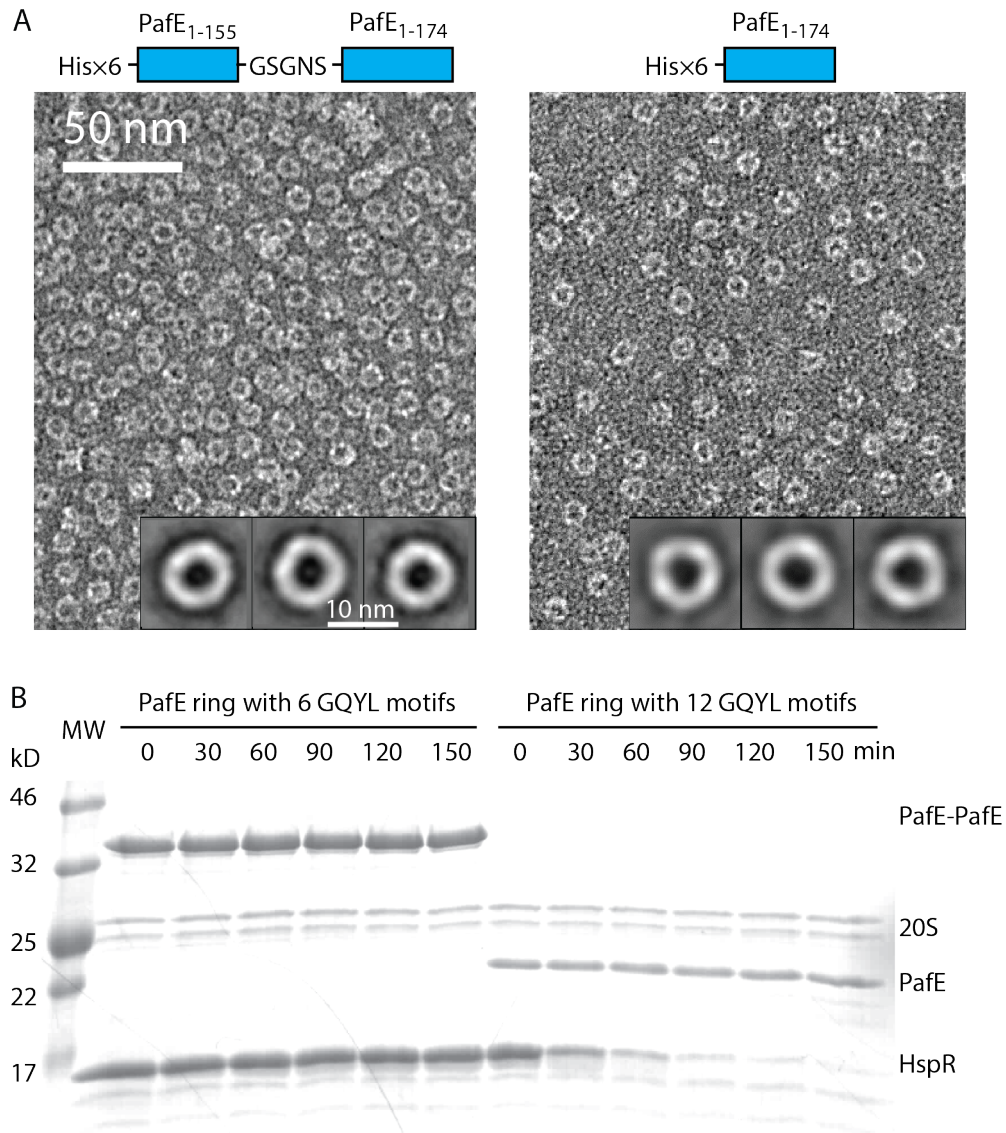 A
PafE1-155 PafE1-174 PafE1-174
His×6 GSGNS His×6
50 nm
10 nm
B
PafE ring with 6 GQYL motifs PafE ring with 12 GQYL motifs
MW
kD 0 30 60 90 120 150 0 30 60 90 120 150 min
46
PafE-PafE
32
20S
25
PafE
22
HspR
17